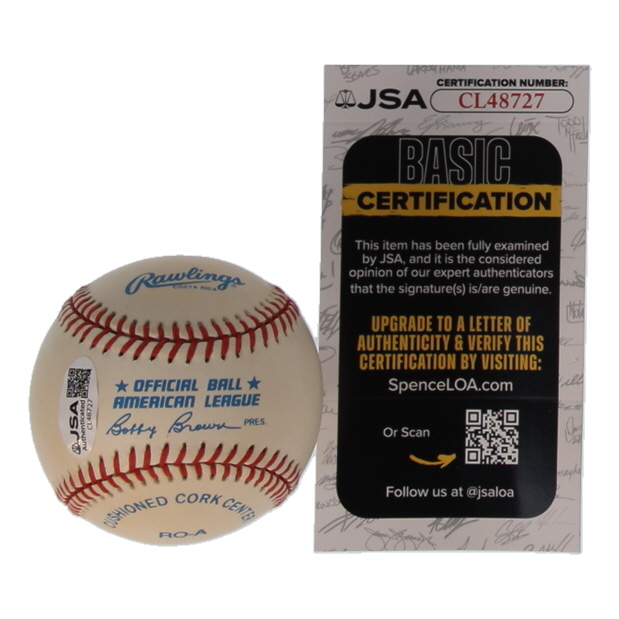 Rawlings
COSTA RICA
★ OFFICIAL BALL ★
AMERICAN LEAGUE
Bobby Brown PRES.
CUSHIONED CORK CENTER
RO-A
JSA
Authenticated
CL48727
JSA
CERTIFICATION NUMBER:
CL48727
BASIC
CERTIFICATION
This item has been fully examined
by JSA, and it is the considered
opinion of our expert authenticators
that the signature(s) is/are genuine.
UPGRADE TO A LETTER OF
AUTHENTICITY & VERIFY THIS
CERTIFICATION BY VISITING:
SpenceLOA.com
Or Scan
Follow us at @jsaloa